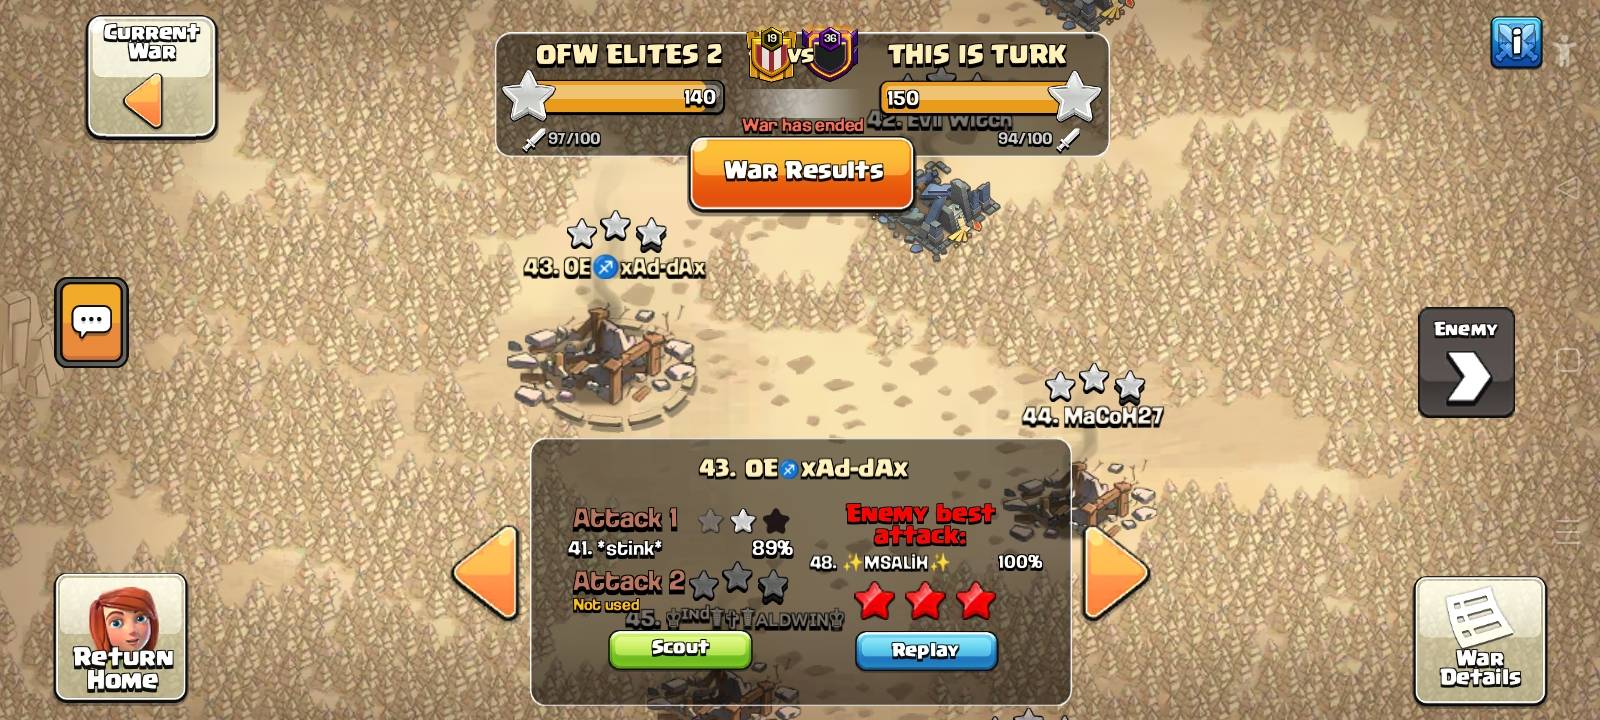 Current
War
OFW ELITES 2
19
VS
36
THIS IS TURK
140
150
97/100
War has ended
94/100
42. Evil Witch
War Results
43. OE♐xAd-dAx
Enemy
44. MaCoH27
43. OE♐xAd-dAx
Attack 1
41. *stink*
89%
Attack 2
Not used
Enemy best
attack:
48. ✨MSALİH✨
100%
Scout
Replay
Return
Home
War
Details